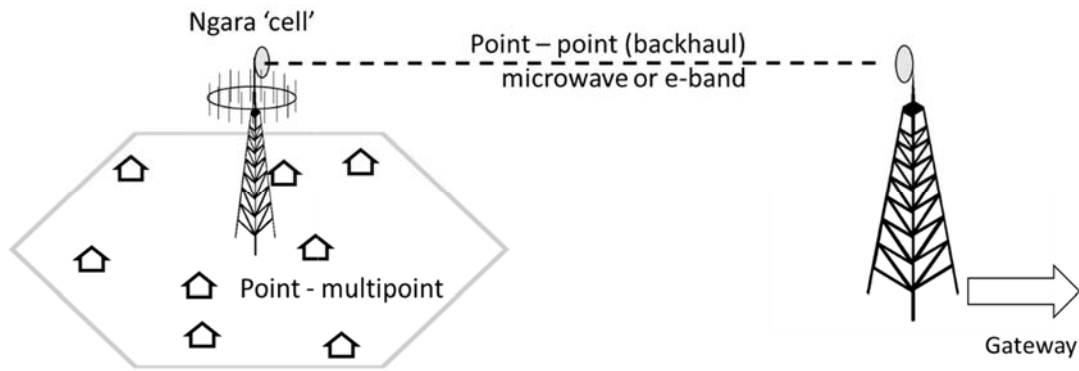 Ngara ‘cell’
Point – point (backhaul)
microwave or e-band
Point - multipoint
Gateway